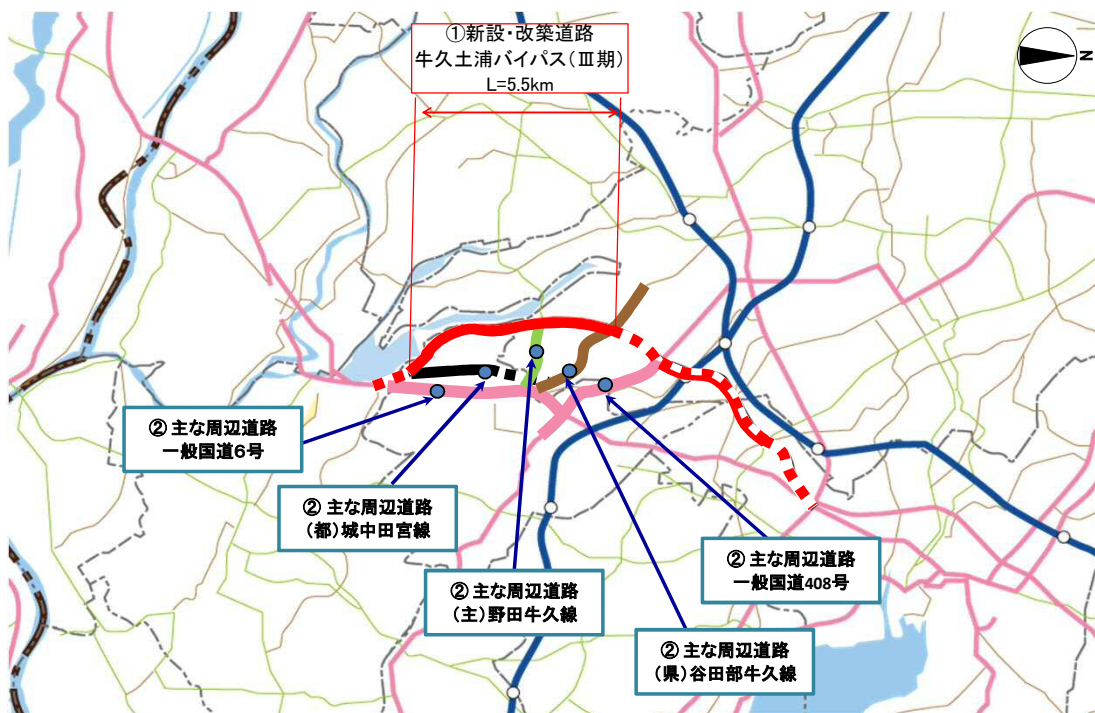 ①新設・改築道路
牛久土浦バイパス(Ⅲ期)
L=5.5km
N
② 主な周辺道路
一般国道6号
② 主な周辺道路
(都)城中田宮線
② 主な周辺道路
(主)野田牛久線
② 主な周辺道路
一般国道408号
② 主な周辺道路
(県)谷田部牛久線